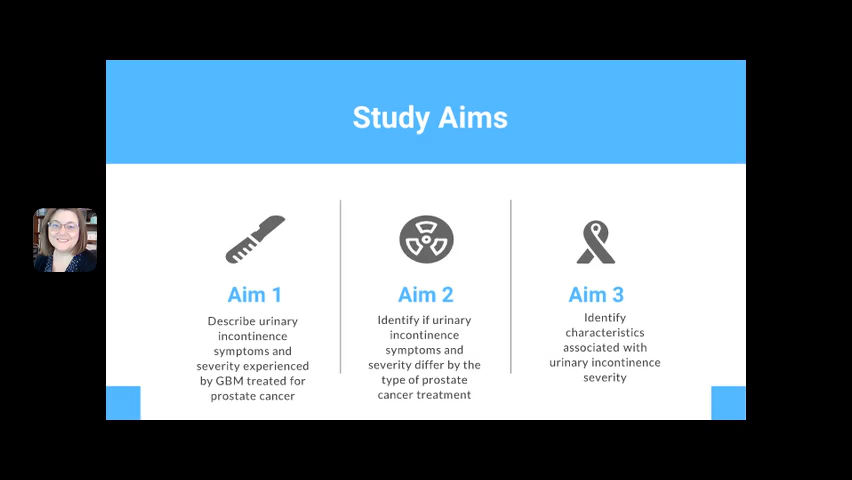 Study Aims
Aim 1
Describe urinary
incontinence
symptoms and
severity experienced
by GBM treated for
prostate cancer
Aim 2
Identify if urinary
incontinence
symptoms and
severity differ by the
type of prostate
cancer treatment
Aim 3
Identify
characteristics
associated with
urinary incontinence
severity